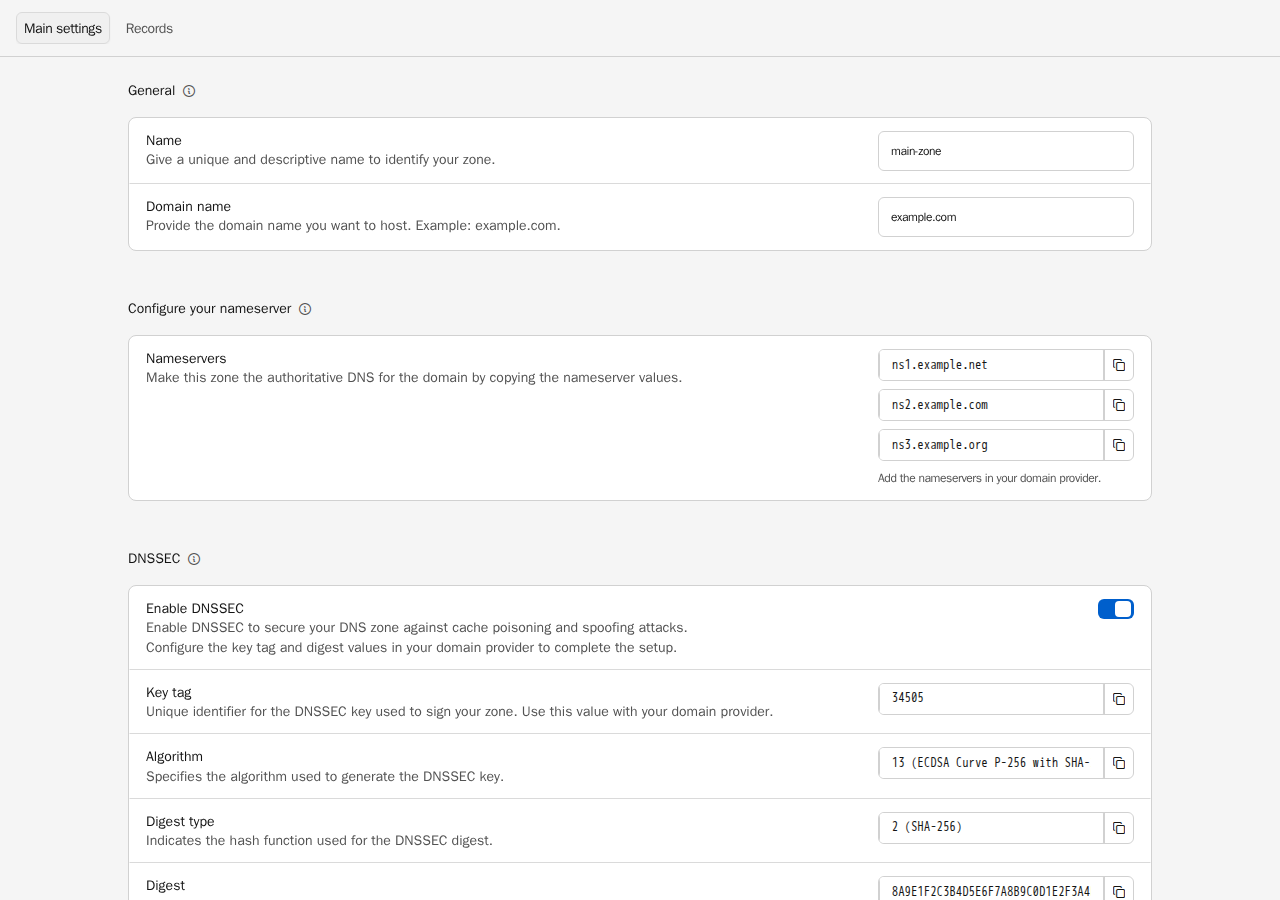 Main settings
Records
General
Name
Give a unique and descriptive name to identify your zone.
main-zone
Domain name
Provide the domain name you want to host. Example: example.com.
example.com
Configure your nameserver
Nameservers
Make this zone the authoritative DNS for the domain by copying the nameserver values.
ns1.example.net
ns2.example.com
ns3.example.org
Add the nameservers in your domain provider.
DNSSEC
Enable DNSSEC
Enable DNSSEC to secure your DNS zone against cache poisoning and spoofing attacks.
Configure the key tag and digest values in your domain provider to complete the setup.
Key tag
Unique identifier for the DNSSEC key used to sign your zone. Use this value with your domain provider.
34505
Algorithm
Specifies the algorithm used to generate the DNSSEC key.
13 (ECDSA Curve P-256 with SHA-
Digest type
Indicates the hash function used for the DNSSEC digest.
2 (SHA-256)
Digest
8A9E1F2C3B4D5E6F7A8B9C0D1E2F3A4